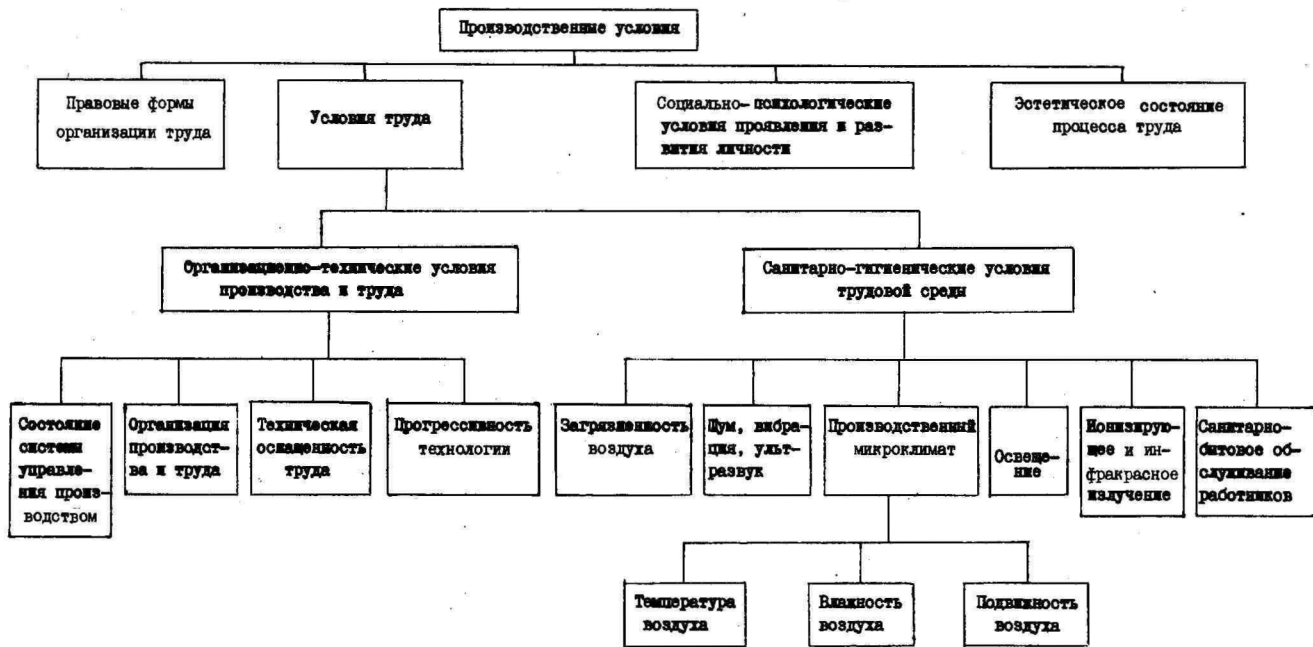 Производственные условия
Правовые формы
организации труда
Условия труда
Социально-психологические
условия проявления и раз-
вития личности
Эстетическое состояние
процесса труда
Организационно-технические условия
производства и труда
Санитарно-гигиенические условия
трудовой среды
Состояние
системы
управле-
ния произ-
водством
Организация
производст-
ва и труда
Техническая
оснащенность
труда
Прогрессивность
технологии
Загрязненность
воздуха
Шум, вибра-
ция, ульт-
развук
Производственный
микроклимат
Освеще-
ние
Ионизирую-
щее и ин-
фракрасное
излучение
Санитарно-
бытовое об-
служивание
работников
Температура
воздуха
Влажность
воздуха
Подвижность
воздуха